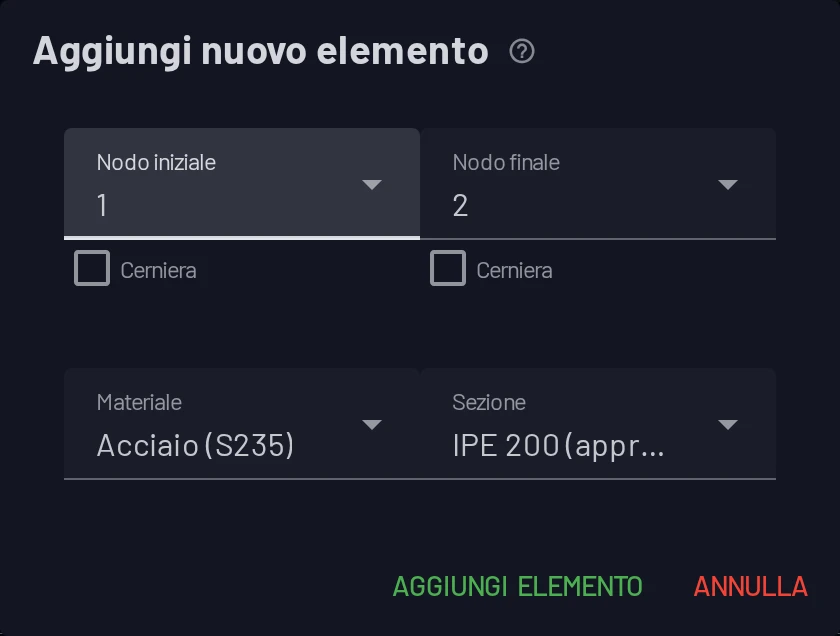 Aggiungi nuovo elemento
Nodo iniziale
1
Nodo finale
2
Cerniera
Cerniera
Materiale
Acciaio (S235)
Sezione
IPE 200 (appr...
AGGIUNGI ELEMENTO
ANNULLA